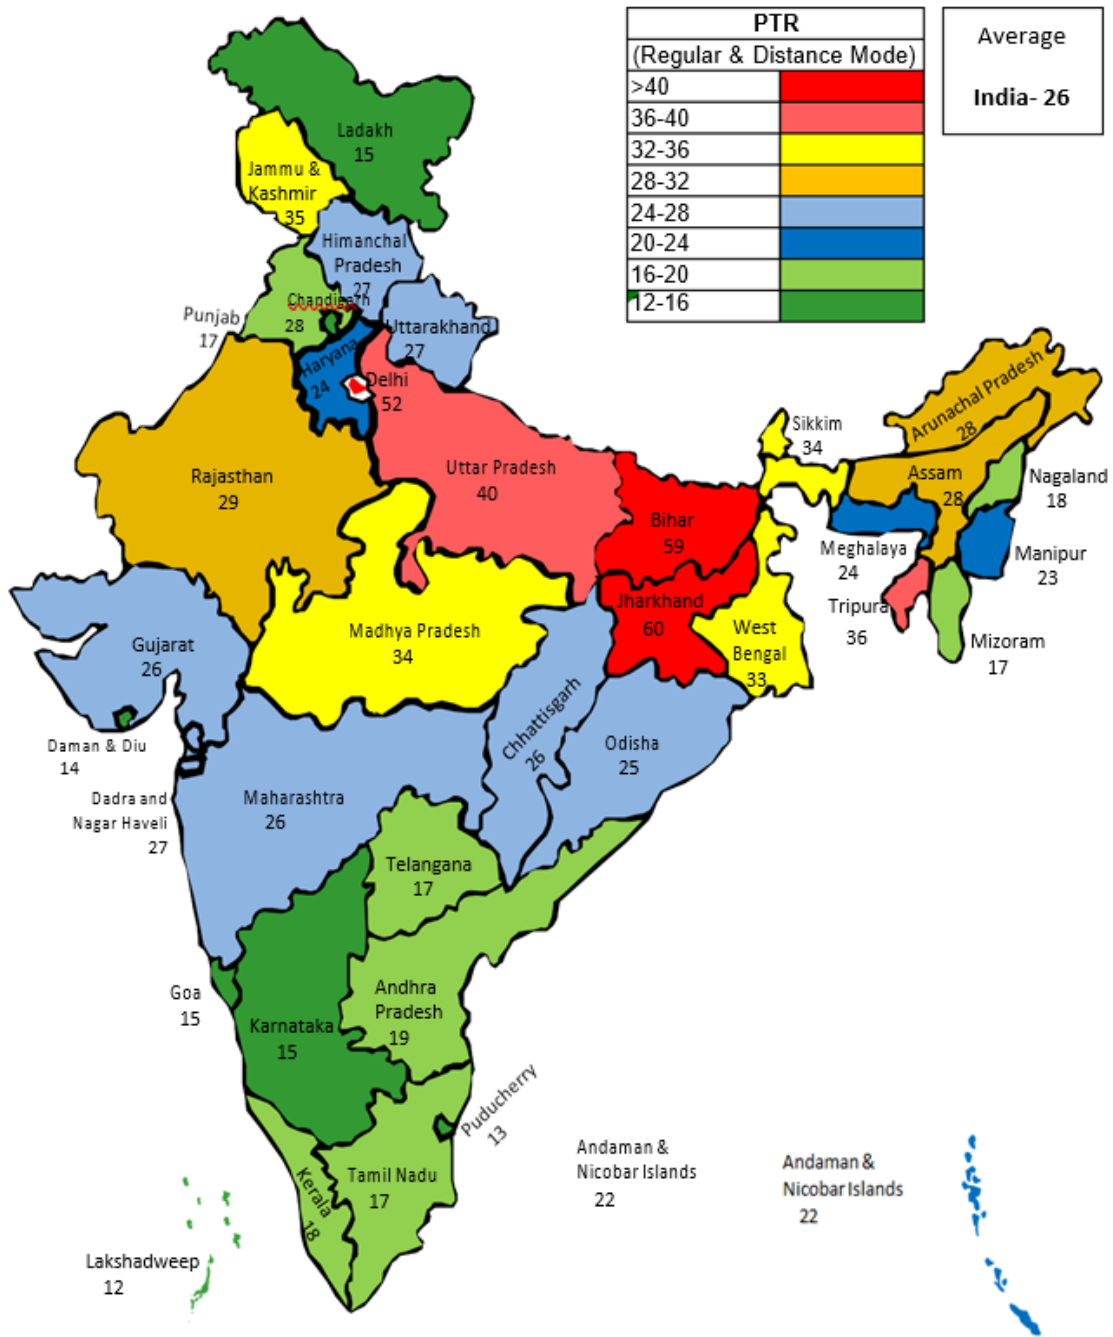 PTR
(Regular & Distance Mode)
>40
36-40
32-36
28-32
24-28
20-24
16-20
12-16
Average
India- 26
Ladakh
15
Jammu &
Kashmir
35
Himanchal
Pradesh
27
Chandigarh
28
Punjab
17
Uttarakhand
27
Haryana
24
Delhi
52
Rajasthan
29
Uttar Pradesh
40
Bihar
59
Sikkim
34
Arunachal Pradesh
28
Assam
28
Nagaland
18
Meghalaya
24
Manipur
23
Tripura
36
Mizoram
17
Jharkhand
60
West
Bengal
33
Madhya Pradesh
34
Gujarat
26
Daman & Diu
14
Dadra and
Nagar Haveli
27
Chhattisgarh
26
Odisha
25
Maharashtra
26
Telangana
17
Goa
15
Karnataka
15
Andhra
Pradesh
19
Puducherry
13
Kerala
18
Tamil Nadu
17
Andaman &
Nicobar Islands
22
Andaman &
Nicobar Islands
22
Lakshadweep
12